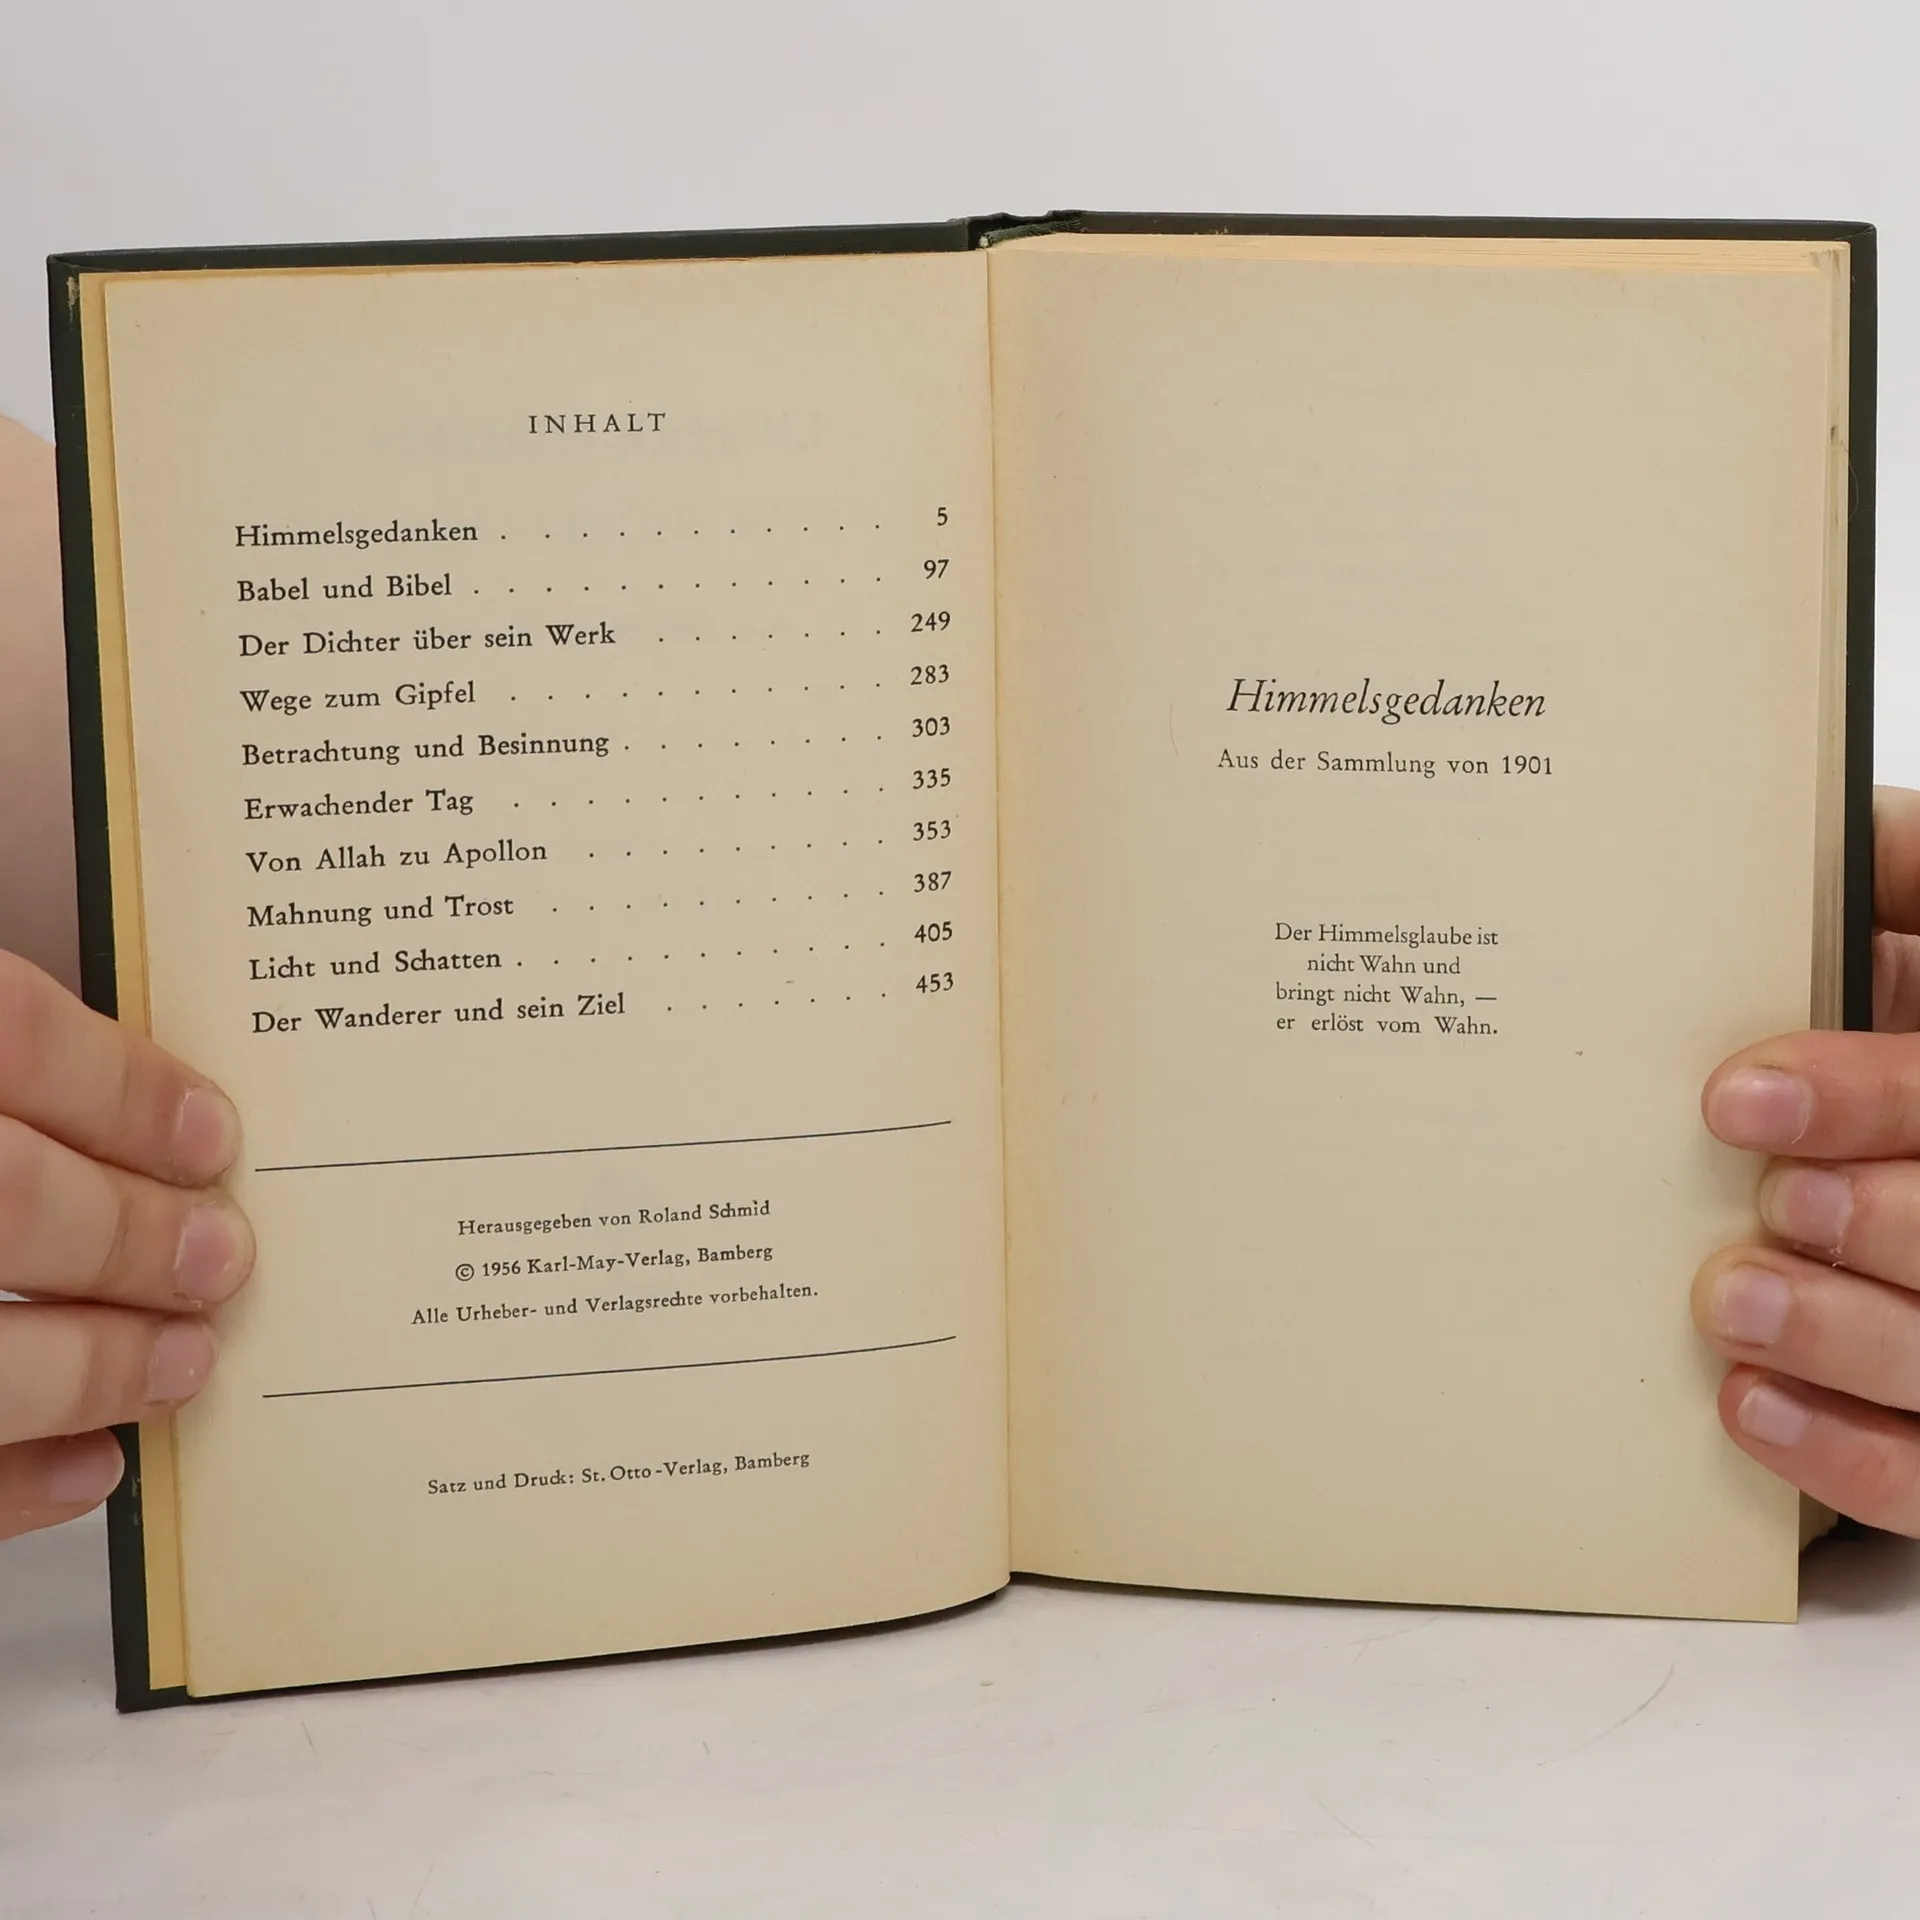 INHALT
Himmelsgedanken . . . . . . . . . . . 5
Babel und Bibel . . . . . . . . . . . . 97
Der Dichter über sein Werk . . . . . . . 249
Wege zum Gipfel . . . . . . . . . . . 283
Betrachtung und Besinnung . . . . . . . . 303
Erwachender Tag . . . . . . . . . . . 335
Von Allah zu Apollon . . . . . . . . . 353
Mahnung und Trost . . . . . . . . . . 387
Licht und Schatten . . . . . . . . . . . 405
Der Wanderer und sein Ziel . . . . . . . 453
Herausgegeben von Roland Schmid
© 1956 Karl-May-Verlag, Bamberg
Alle Urheber- und Verlagsrechte vorbehalten.
Satz und Druck: St. Otto-Verlag, Bamberg
Himmelsgedanken
Aus der Sammlung von 1901
Der Himmelsglaube ist
nicht Wahn und
bringt nicht Wahn, —
er erlöst vom Wahn.